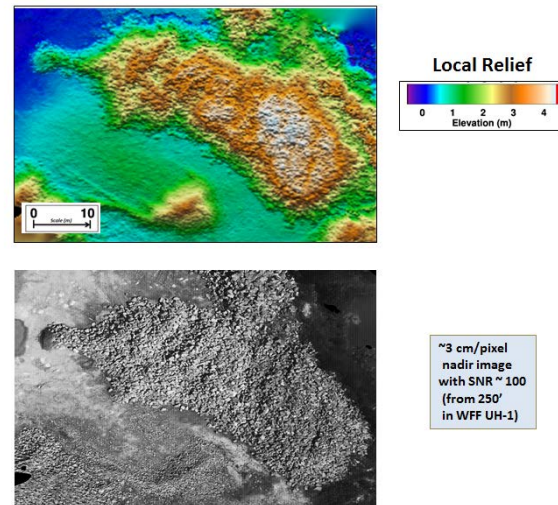 Local Relief
0 1 2 3 4
Elevation (m)
0 10
Scale (m)
~3 cm/pixel
nadir image
with SNR ~ 100
(from 250'
in WFF UH-1)